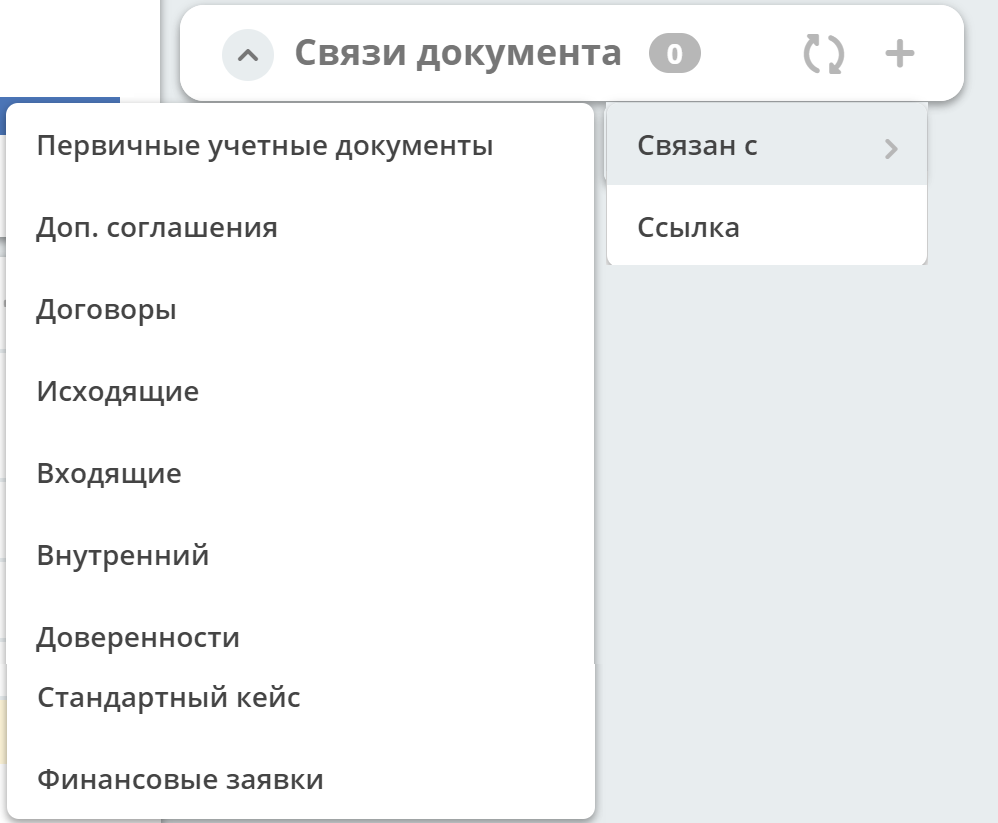 Связи документа 0
Связан с
Ссылка
Первичные учетные документы
Доп. соглашения
Договоры
Исходящие
Входящие
Внутренний
Доверенности
Стандартный кейс
Финансовые заявки